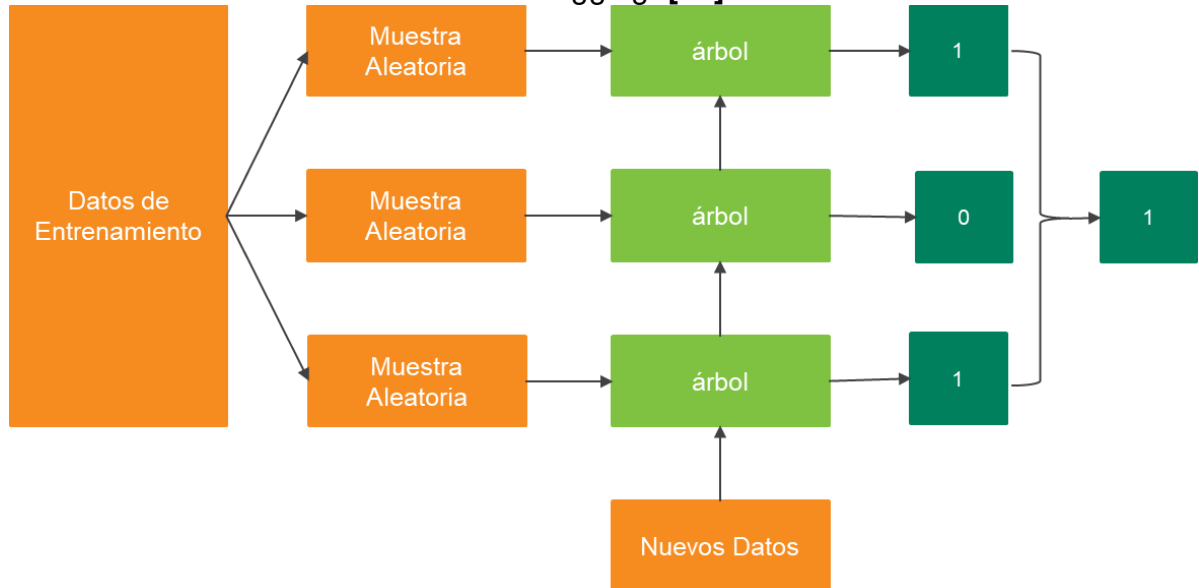 Muestra
Aleatoria
árbol
1
Datos de
Entrenamiento
Muestra
Aleatoria
árbol
0
1
Muestra
Aleatoria
árbol
1
Nuevos Datos